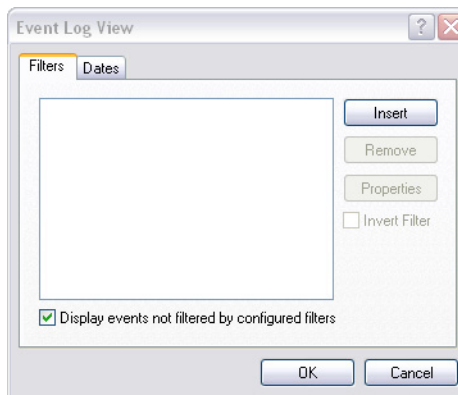 Event Log View
?
Filters
Dates
Insert
Remove
Properties
Invert Filter
Display events not filtered by configured filters
OK
Cancel